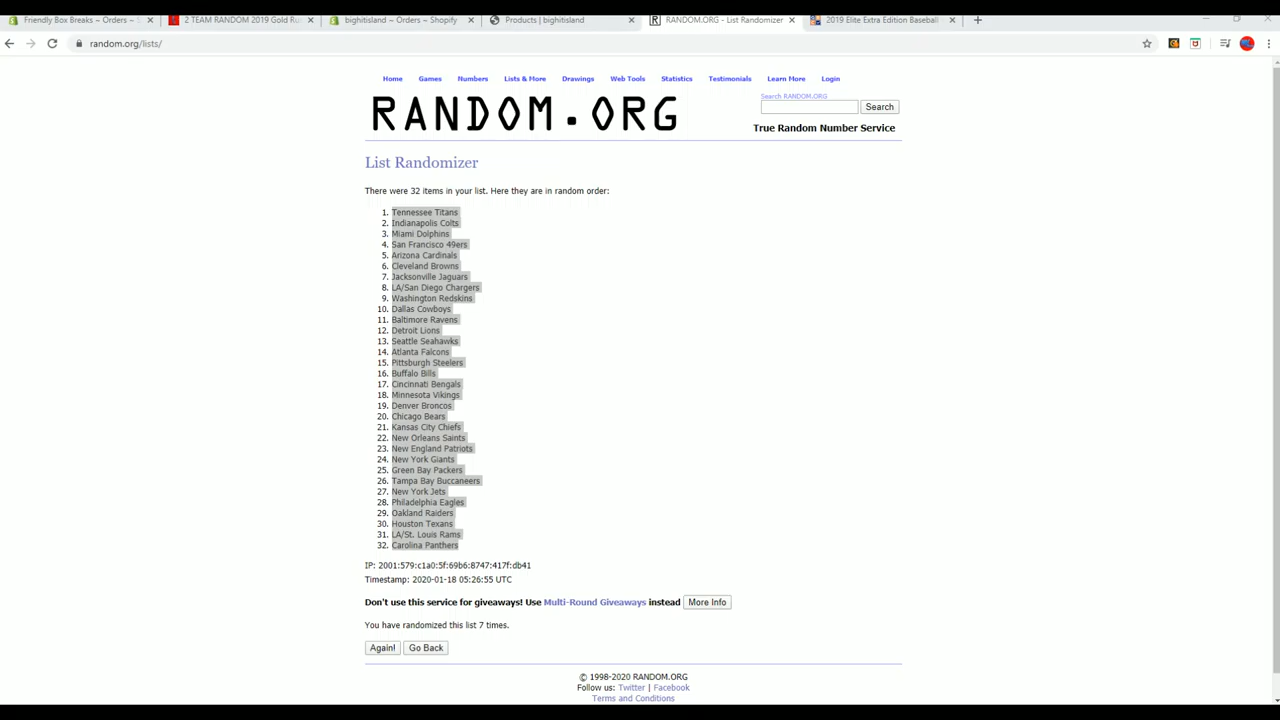 Friendly Box Breaks ~ Orders ~ S
2 TEAM RANDOM 2019 Gold Ru
bighitisland ~ Orders ~ Shopify
Products | bighitisland
RANDOM.ORG - List Randomizer
2019 Elite Extra Edition Baseball
random.org/lists/
Home Games Numbers Lists & More Drawings Web Tools Statistics Testimonials Learn More Login
Search RANDOM.ORG
RANDOM.ORG
Search
True Random Number Service
List Randomizer
There were 32 items in your list. Here they are in random order:
1. Tennessee Titans
2. Indianapolis Colts
3. Miami Dolphins
4. San Francisco 49ers
5. Arizona Cardinals
6. Cleveland Browns
7. Jacksonville Jaguars
8. LA/San Diego Chargers
9. Washington Redskins
10. Dallas Cowboys
11. Baltimore Ravens
12. Detroit Lions
13. Seattle Seahawks
14. Atlanta Falcons
15. Pittsburgh Steelers
16. Buffalo Bills
17. Cincinnati Bengals
18. Minnesota Vikings
19. Denver Broncos
20. Chicago Bears
21. Kansas City Chiefs
22. New Orleans Saints
23. New England Patriots
24. New York Giants
25. Green Bay Packers
26. Tampa Bay Buccaneers
27. New York Jets
28. Philadelphia Eagles
29. Oakland Raiders
30. Houston Texans
31. LA/St. Louis Rams
32. Carolina Panthers
IP: 2001:579:c1a0:5f:69b6:8747:417f:db41
Timestamp: 2020-01-18 05:26:55 UTC
Don't use this service for giveaways! Use Multi-Round Giveaways instead More Info
You have randomized this list 7 times.
Again! Go Back
© 1998-2020 RANDOM.ORG
Follow us: Twitter | Facebook
Terms and Conditions